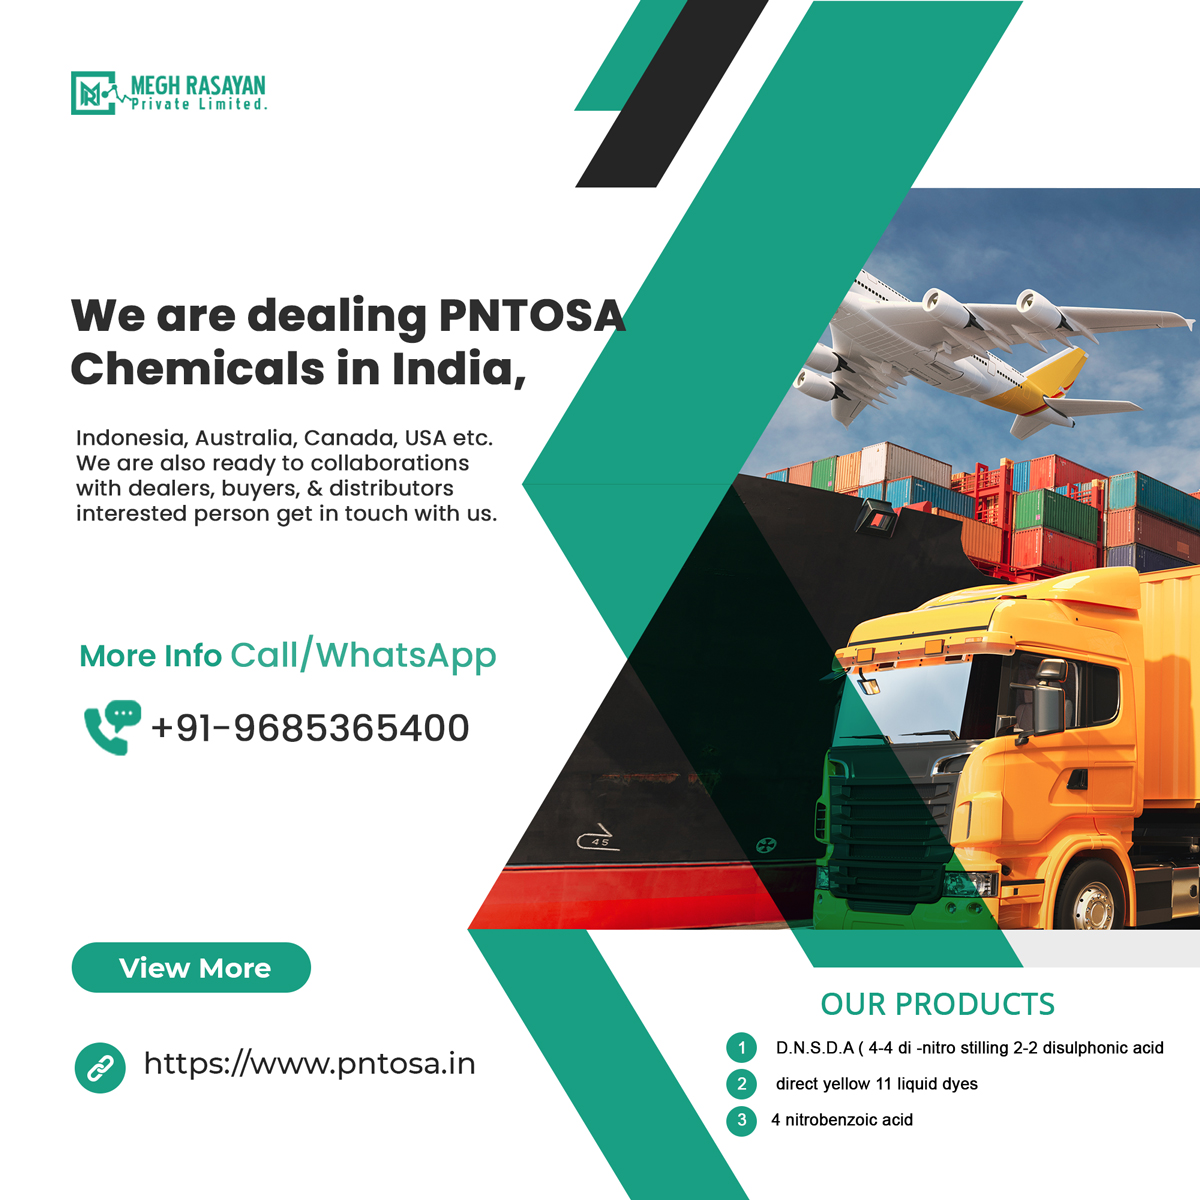 MEGH RASAYAN
Private Limited.
We are dealing PNTOSA
Chemicals in India,
Indonesia, Australia, Canada, USA etc.
We are also ready to collaborations
with dealers, buyers, & distributors
interested person get in touch with us.
More Info Call/WhatsApp
+91-9685365400
45
View More
https://www.pntosa.in
OUR PRODUCTS
1 D.N.S.D.A ( 4-4 di -nitro stilling 2-2 disulphonic acid
2 direct yellow 11 liquid dyes
3 4 nitrobenzoic acid